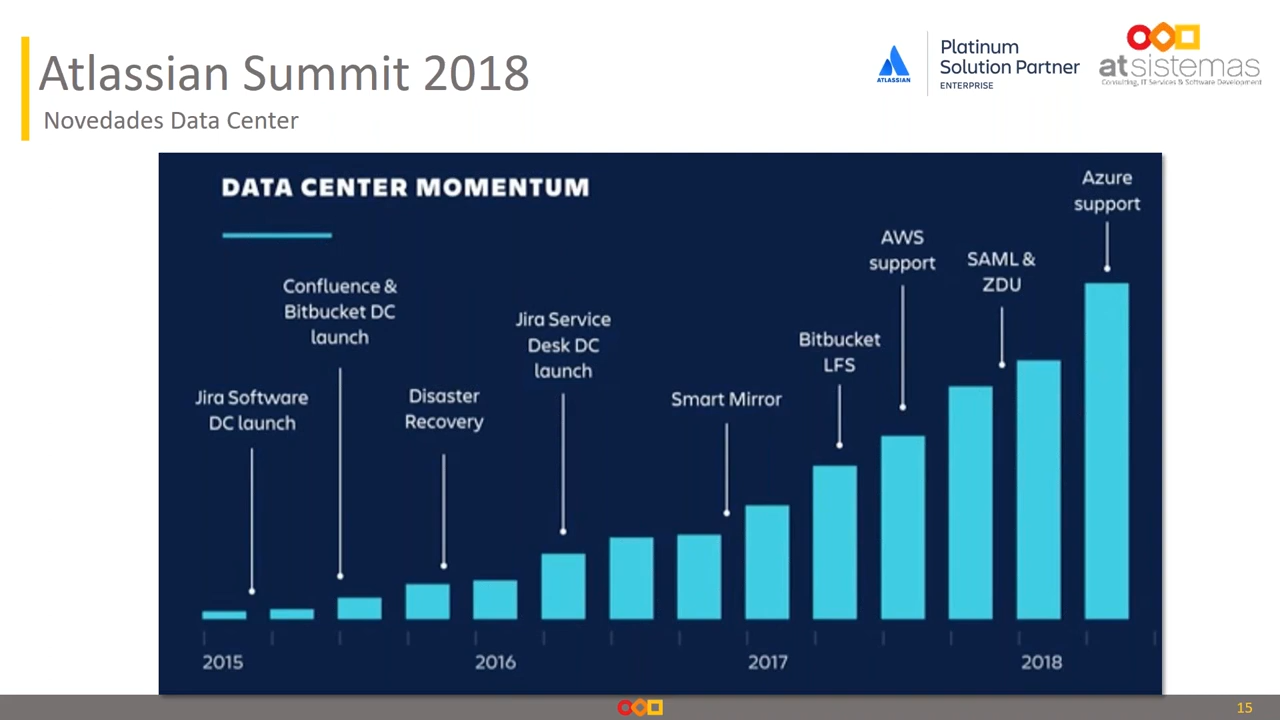 Atlassian Summit 2018
Novedades Data Center
ATLASSIAN
Platinum
Solution Partner
ENTERPRISE
atsistemas
Consulting, IT Services & Software Development
DATA CENTER MOMENTUM
Jira Software
DC launch
Confluence &
Bitbucket DC
launch
Disaster
Recovery
Jira Service
Desk DC
launch
Smart Mirror
Bitbucket
LFS
AWS
support
SAML &
ZDU
Azure
support
2015
2016
2017
2018
15